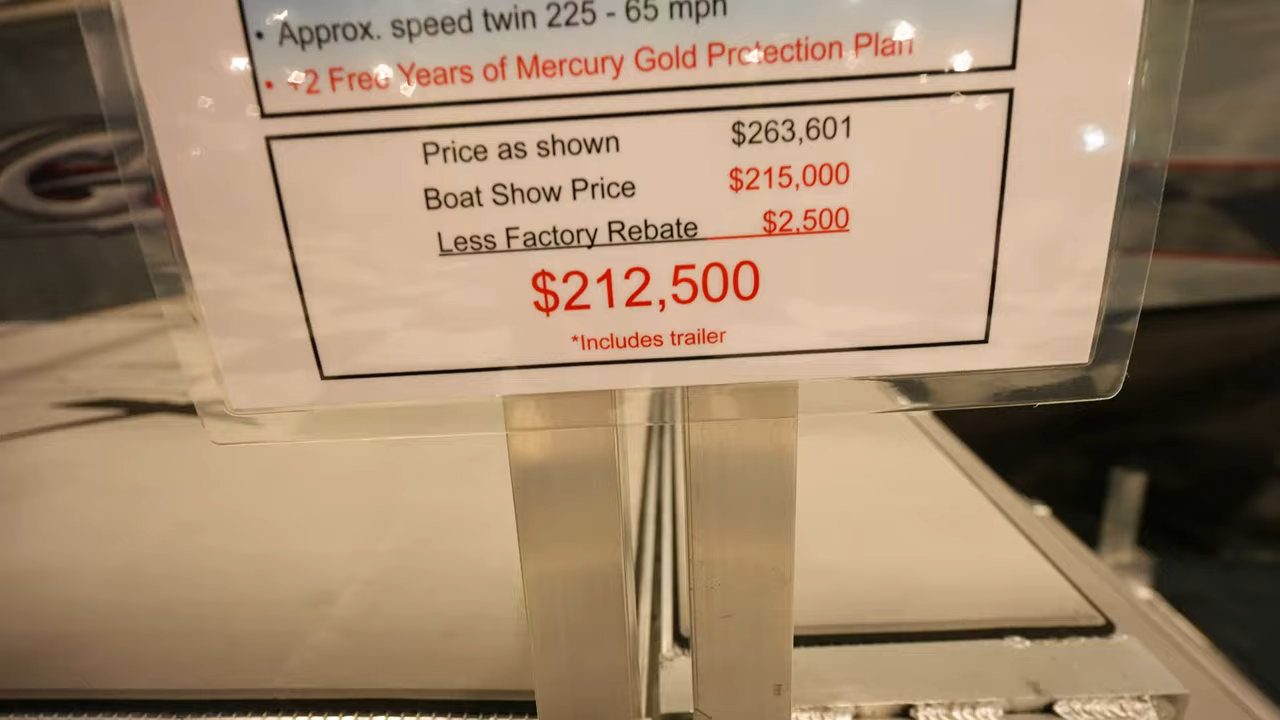 • Approx. speed twin 225 - 65 mph
• +2 Free Years of Mercury Gold Protection Plan
Price as shown $263,601
Boat Show Price $215,000
Less Factory Rebate $2,500
$212,500
*Includes trailer